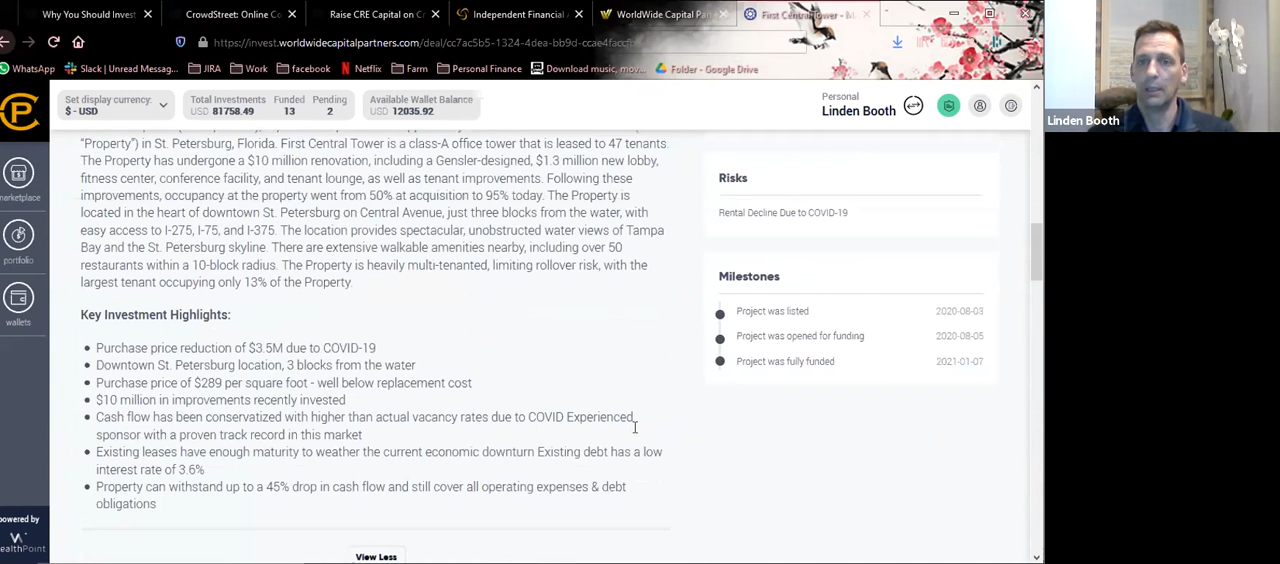 Why You Should Invest
CrowdStreet: Online Co
Raise CRE Capital on C
Independent Financial
WorldWide Capital Par
First Central Tower - I
https://invest.worldwidecapitalpartners.com/deal/cc7ac5b5-1324-4dea-bb9d-ccae4faccf
WhatsApp
Slack | Unread Messag...
JIRA
Work
facebook
Netflix
Farm
Personal Finance
Download music, mov...
Folder - Google Drive
Set display currency:
$ - USD
Total Investments Funded Pending
USD 81758.49 13 2
Available Wallet Balance
USD 12035.92
Personal
Linden Booth
Linden Booth
marketplace
portfolio
wallets
powered by
ealthPoint
"Property") in St. Petersburg, Florida. First Central Tower is a class-A office tower that is leased to 47 tenants.
The Property has undergone a $10 million renovation, including a Gensler-designed, $1.3 million new lobby,
fitness center, conference facility, and tenant lounge, as well as tenant improvements. Following these
improvements, occupancy at the property went from 50% at acquisition to 95% today. The Property is
located in the heart of downtown St. Petersburg on Central Avenue, just three blocks from the water, with
easy access to I-275, I-75, and I-375. The location provides spectacular, unobstructed water views of Tampa
Bay and the St. Petersburg skyline. There are extensive walkable amenities nearby, including over 50
restaurants within a 10-block radius. The Property is heavily multi-tenanted, limiting rollover risk, with the
largest tenant occupying only 13% of the Property.
Key Investment Highlights:
Purchase price reduction of $3.5M due to COVID-19
Downtown St. Petersburg location, 3 blocks from the water
Purchase price of $289 per square foot - well below replacement cost
$10 million in improvements recently invested
Cash flow has been conservatized with higher than actual vacancy rates due to COVID Experienced
sponsor with a proven track record in this market
Existing leases have enough maturity to weather the current economic downturn Existing debt has a low
interest rate of 3.6%
Property can withstand up to a 45% drop in cash flow and still cover all operating expenses & debt
obligations
View Less
Risks
Rental Decline Due to COVID-19
Milestones
Project was listed 2020-08-03
Project was opened for funding 2020-08-05
Project was fully funded 2021-01-07